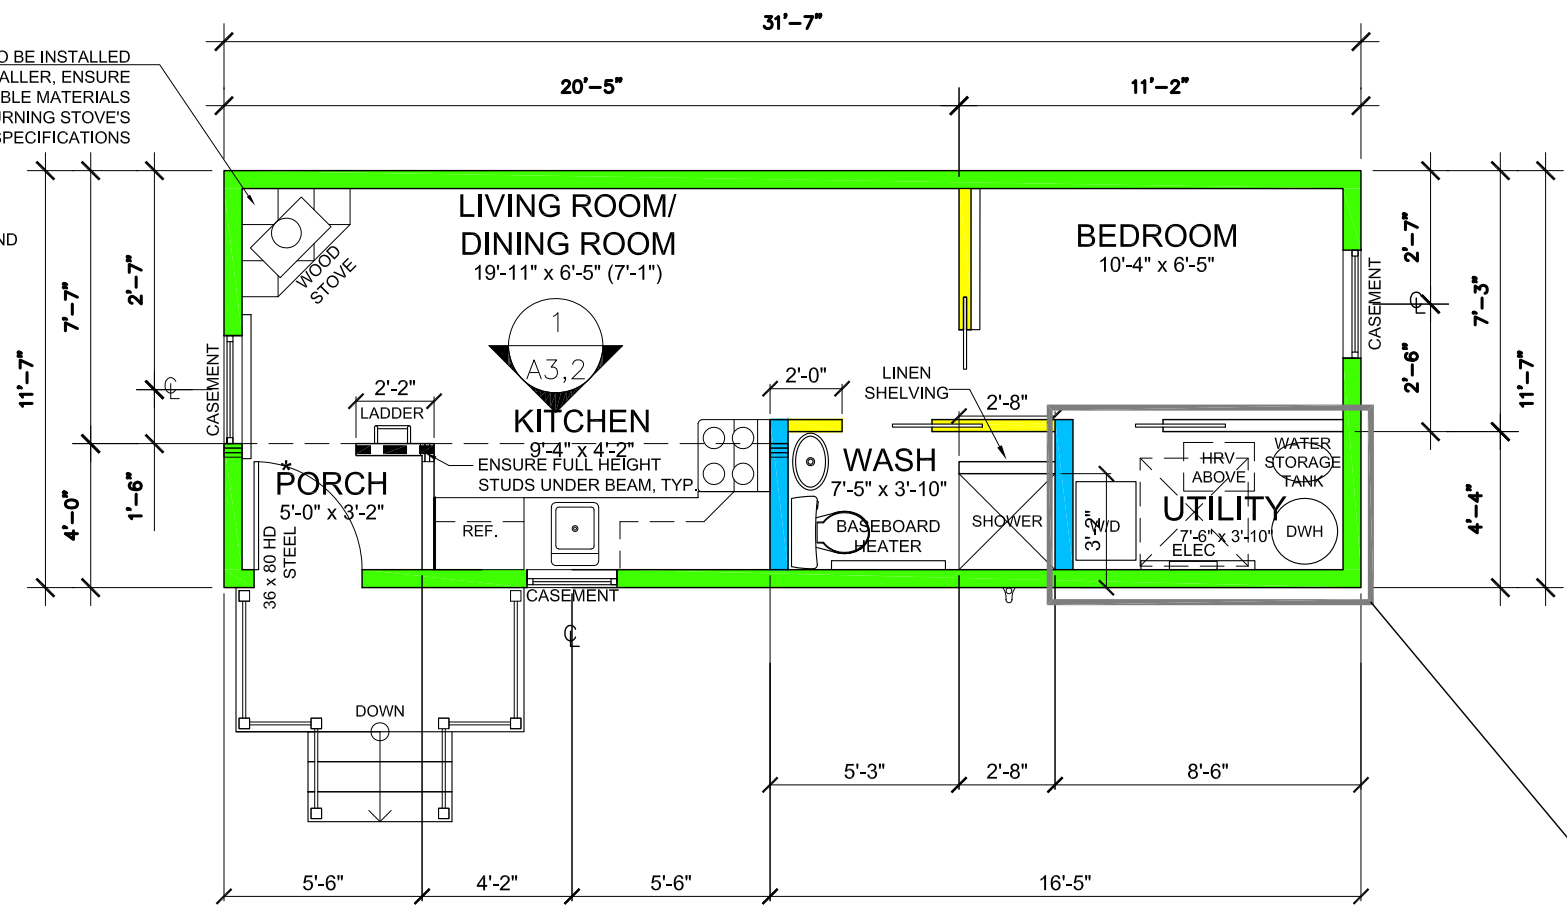 31'-7"
20'-5"
11'-2"
O BE INSTALLED
ALLER, ENSURE
BLE MATERIALS
URNING STOVE'S
SPECIFICATIONS
ND
11'-7"
7'-7"
2'-7"
4'-0"
1'-6"
LIVING ROOM/
DINING ROOM
19'-11" x 6'-5" (7'-1")
WOOD
STOVE
BEDROOM
10'-4" x 6'-5"
CASEMENT
CASEMENT
2'-7"
2'-6"
7'-3"
4'-4"
11'-7"
1
A3,2
2'-2"
LADDER
KITCHEN
9'-4" x 4'-2"
ENSURE FULL HEIGHT
STUDS UNDER BEAM, TYP.
*
PORCH
5'-0" x 3'-2"
36 x 80 HD
STEEL
REF.
CASEMENT
2'-0"
LINEN
SHELVING
2'-8"
WASH
7'-5" x 3'-10"
BASEBOARD
HEATER
SHOWER
3'-2"
W/D
HRV
ABOVE
WATER
STORAGE
TANK
UTILITY
7'-6" x 3'-10"
ELEC
DWH
DOWN
5'-3"
2'-8"
8'-6"
5'-6"
4'-2"
5'-6"
16'-5"